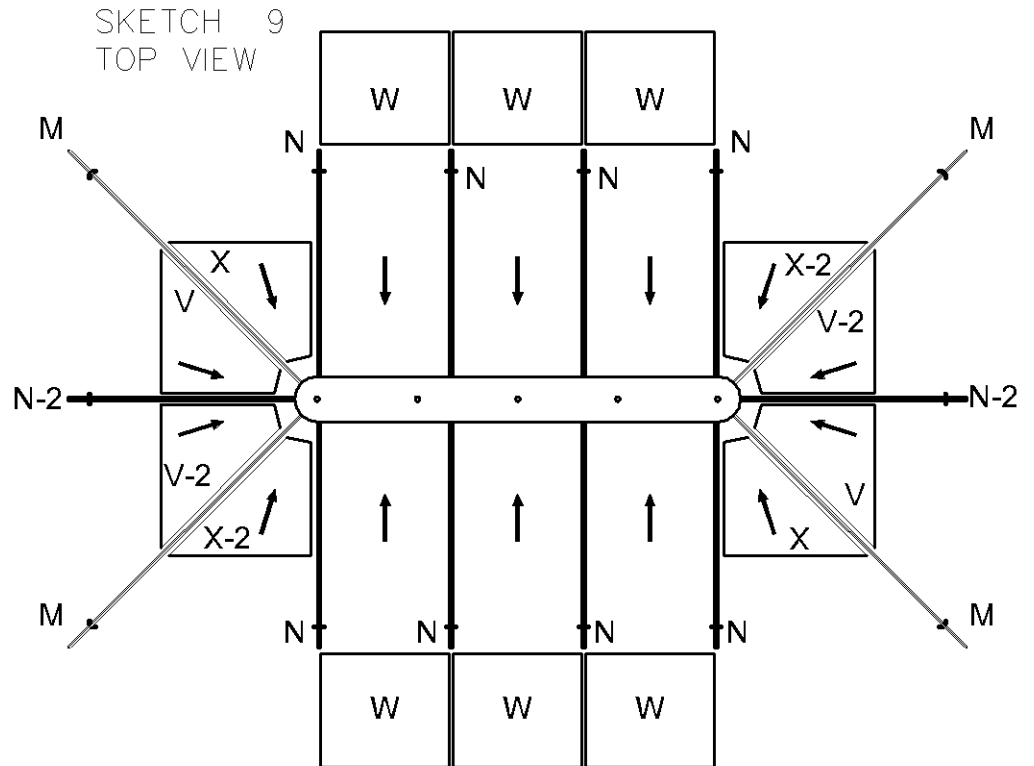 SKETCH 9
TOP VIEW
W W W
M N N M
N N
X X-2
V V-2
N-2 N-2
V-2 V
X-2 X
M N N N N M
W W W